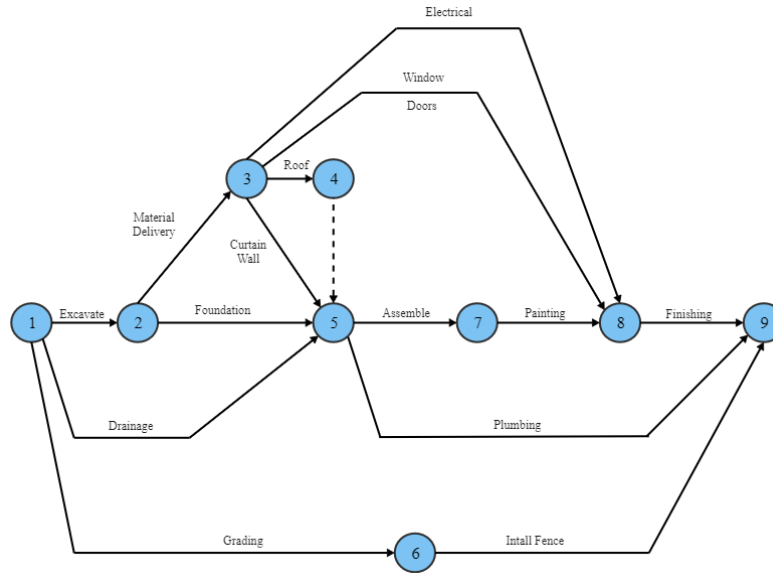 Electrical
Window
Doors
Roof
3
4
Material
Delivery
Curtain
Wall
Excavate
Foundation
Assemble
Painting
Finishing
1
2
5
7
8
9
Drainage
Plumbing
Grading
Intall Fence
6